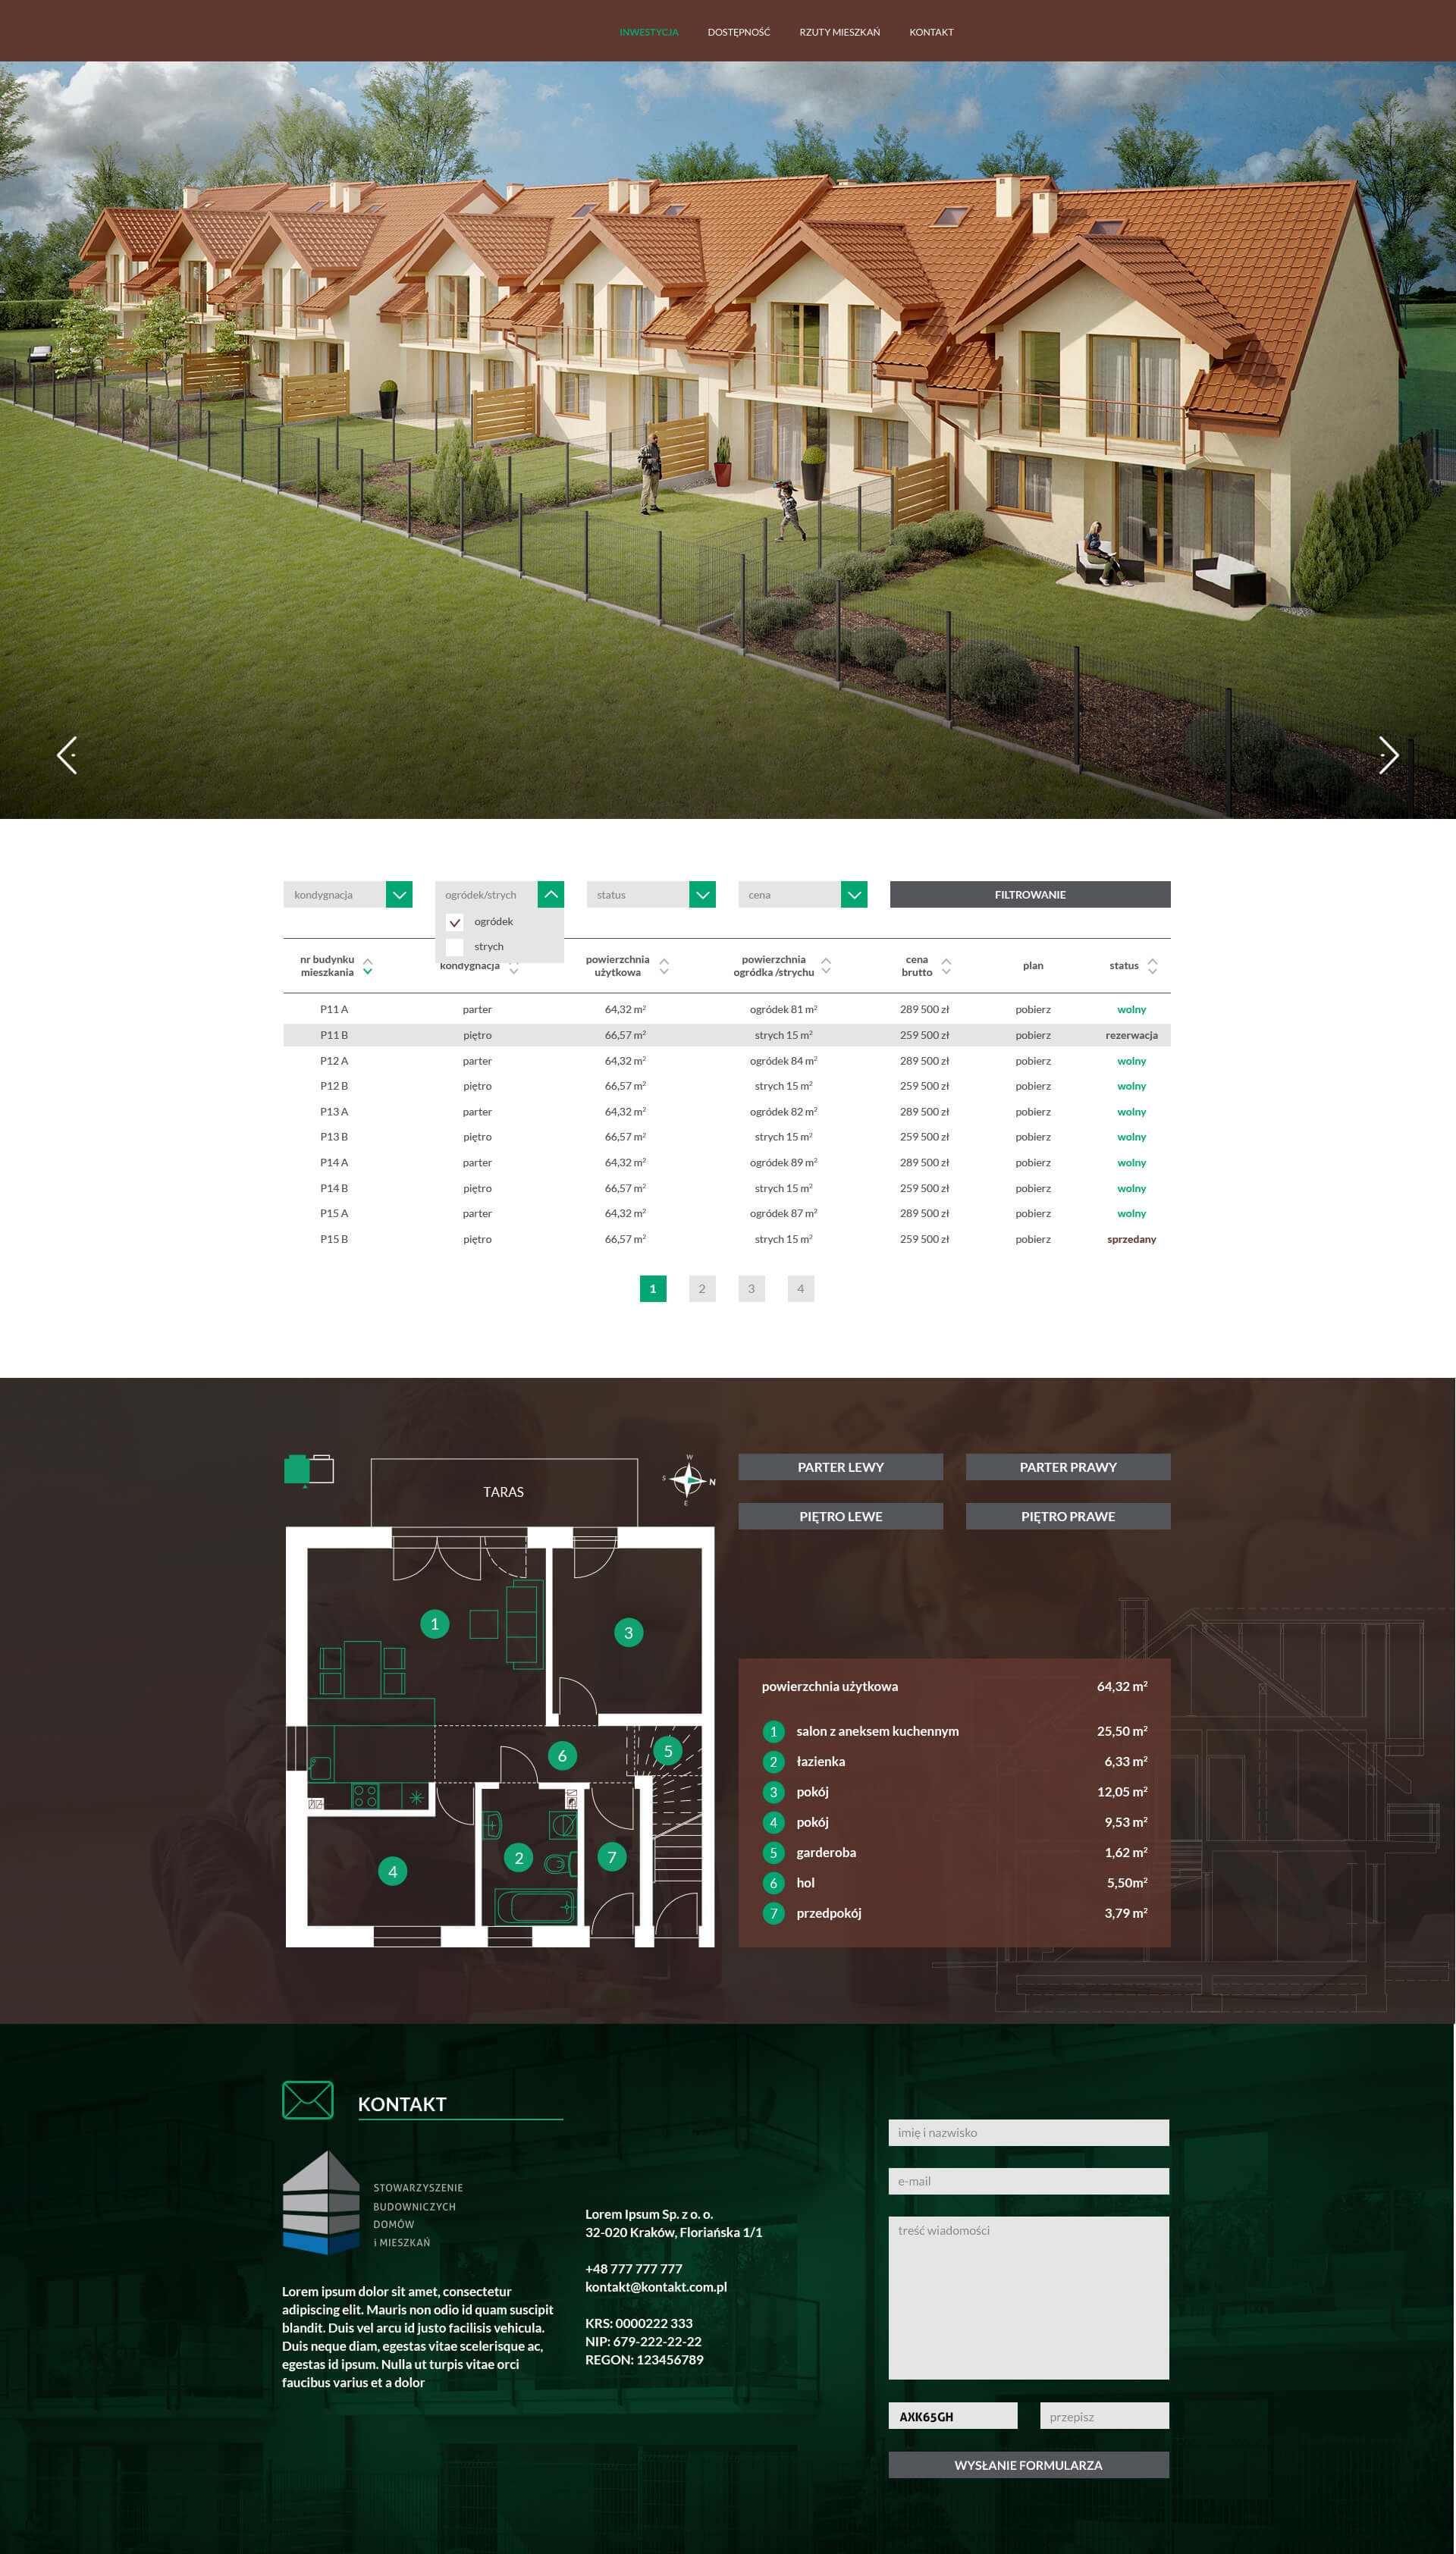 INWESTYCJA DOSTĘPNOŚĆ RZUTY MIESZKAŃ KONTAKT
kondygnacja ogródek/strych status cena FILTROWANIE
ogródek
strych
nr budynku mieszkania kondygnacja powierzchnia użytkowa powierzchnia ogródka /strychu cena brutto plan status
P11 A parter 64,32 m² ogródek 81 m² 289 500 zł pobierz wolny
P11 B piętro 66,57 m² strych 15 m² 259 500 zł pobierz rezerwacja
P12 A parter 64,32 m² ogródek 84 m² 289 500 zł pobierz wolny
P12 B piętro 66,57 m² strych 15 m² 259 500 zł pobierz wolny
P13 A parter 64,32 m² ogródek 82 m² 289 500 zł pobierz wolny
P13 B piętro 66,57 m² strych 15 m² 259 500 zł pobierz wolny
P14 A parter 64,32 m² ogródek 89 m² 289 500 zł pobierz wolny
P14 B piętro 66,57 m² strych 15 m² 259 500 zł pobierz wolny
P15 A parter 64,32 m² ogródek 87 m² 289 500 zł pobierz wolny
P15 B piętro 66,57 m² strych 15 m² 259 500 zł pobierz sprzedany
1 2 3 4
TARAS
W
S N
E
1
3
5
6
2
7
4
PARTER LEWY PARTER PRAWY
PIĘTRO LEWE PIĘTRO PRAWE
powierzchnia użytkowa 64,32 m²
1 salon z aneksem kuchennym 25,50 m²
2 łazienka 6,33 m²
3 pokój 12,05 m²
4 pokój 9,53 m²
5 garderoba 1,62 m²
6 hol 5,50m²
7 przedpokój 3,79 m²
KONTAKT
STOWARZYSZENIE
BUDOWNICZYCH
DOMÓW
i MIESZKAŃ
Lorem ipsum dolor sit amet, consectetur
adipiscing elit. Mauris non odio id quam suscipit
blandit. Duis vel arcu id justo facilisis vehicula.
Duis neque diam, egestas vitae scelerisque ac,
egestas id ipsum. Nulla ut turpis vitae orci
faucibus varius et a dolor
Lorem Ipsum Sp. z o. o.
32-020 Kraków, Floriańska 1/1
+48 777 777 777
kontakt@kontakt.com.pl
KRS: 0000222 333
NIP: 679-222-22-22
REGON: 123456789
imię i nazwisko
e-mail
treść wiadomości
AXK65GH przepisz
WYSŁANIE FORMULARZA